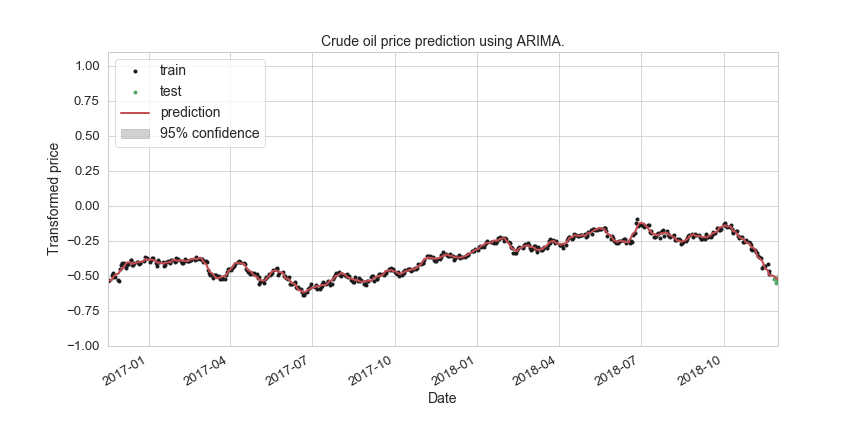 Crude oil price prediction using ARIMA.
train
test
prediction
95% confidence
Transformed price
1.00
0.75
0.50
0.25
0.00
−0.25
−0.50
−0.75
−1.00
2017-01
2017-04
2017-07
2017-10
2018-01
2018-04
2018-07
2018-10
Date